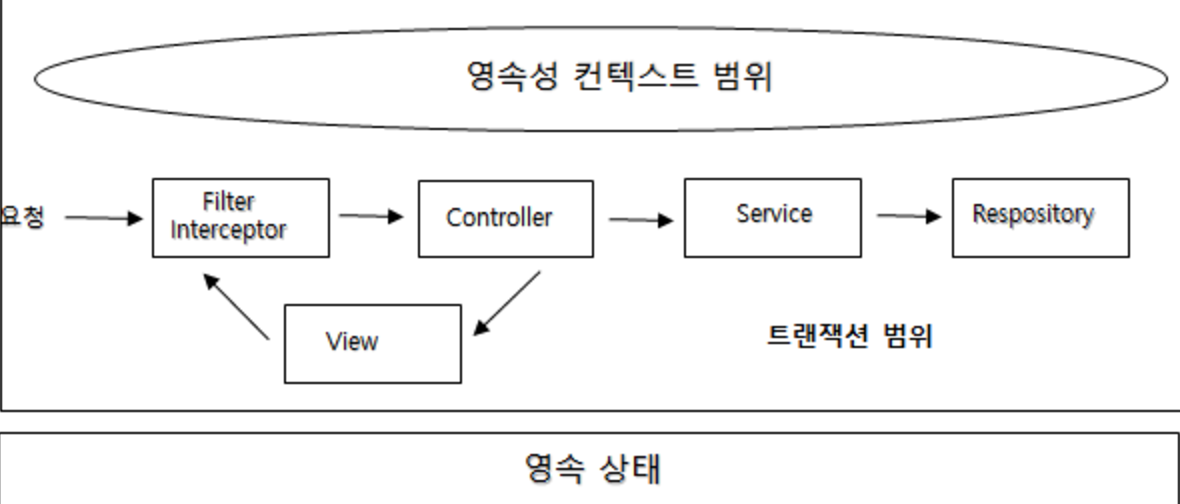 영속성 컨텍스트 범위
요청
Filter
Interceptor
Controller
Service
Respository
View
트랜잭션 범위
영속 상태